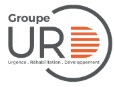 Groupe
URD
Urgence . Réhabilitation . Développement